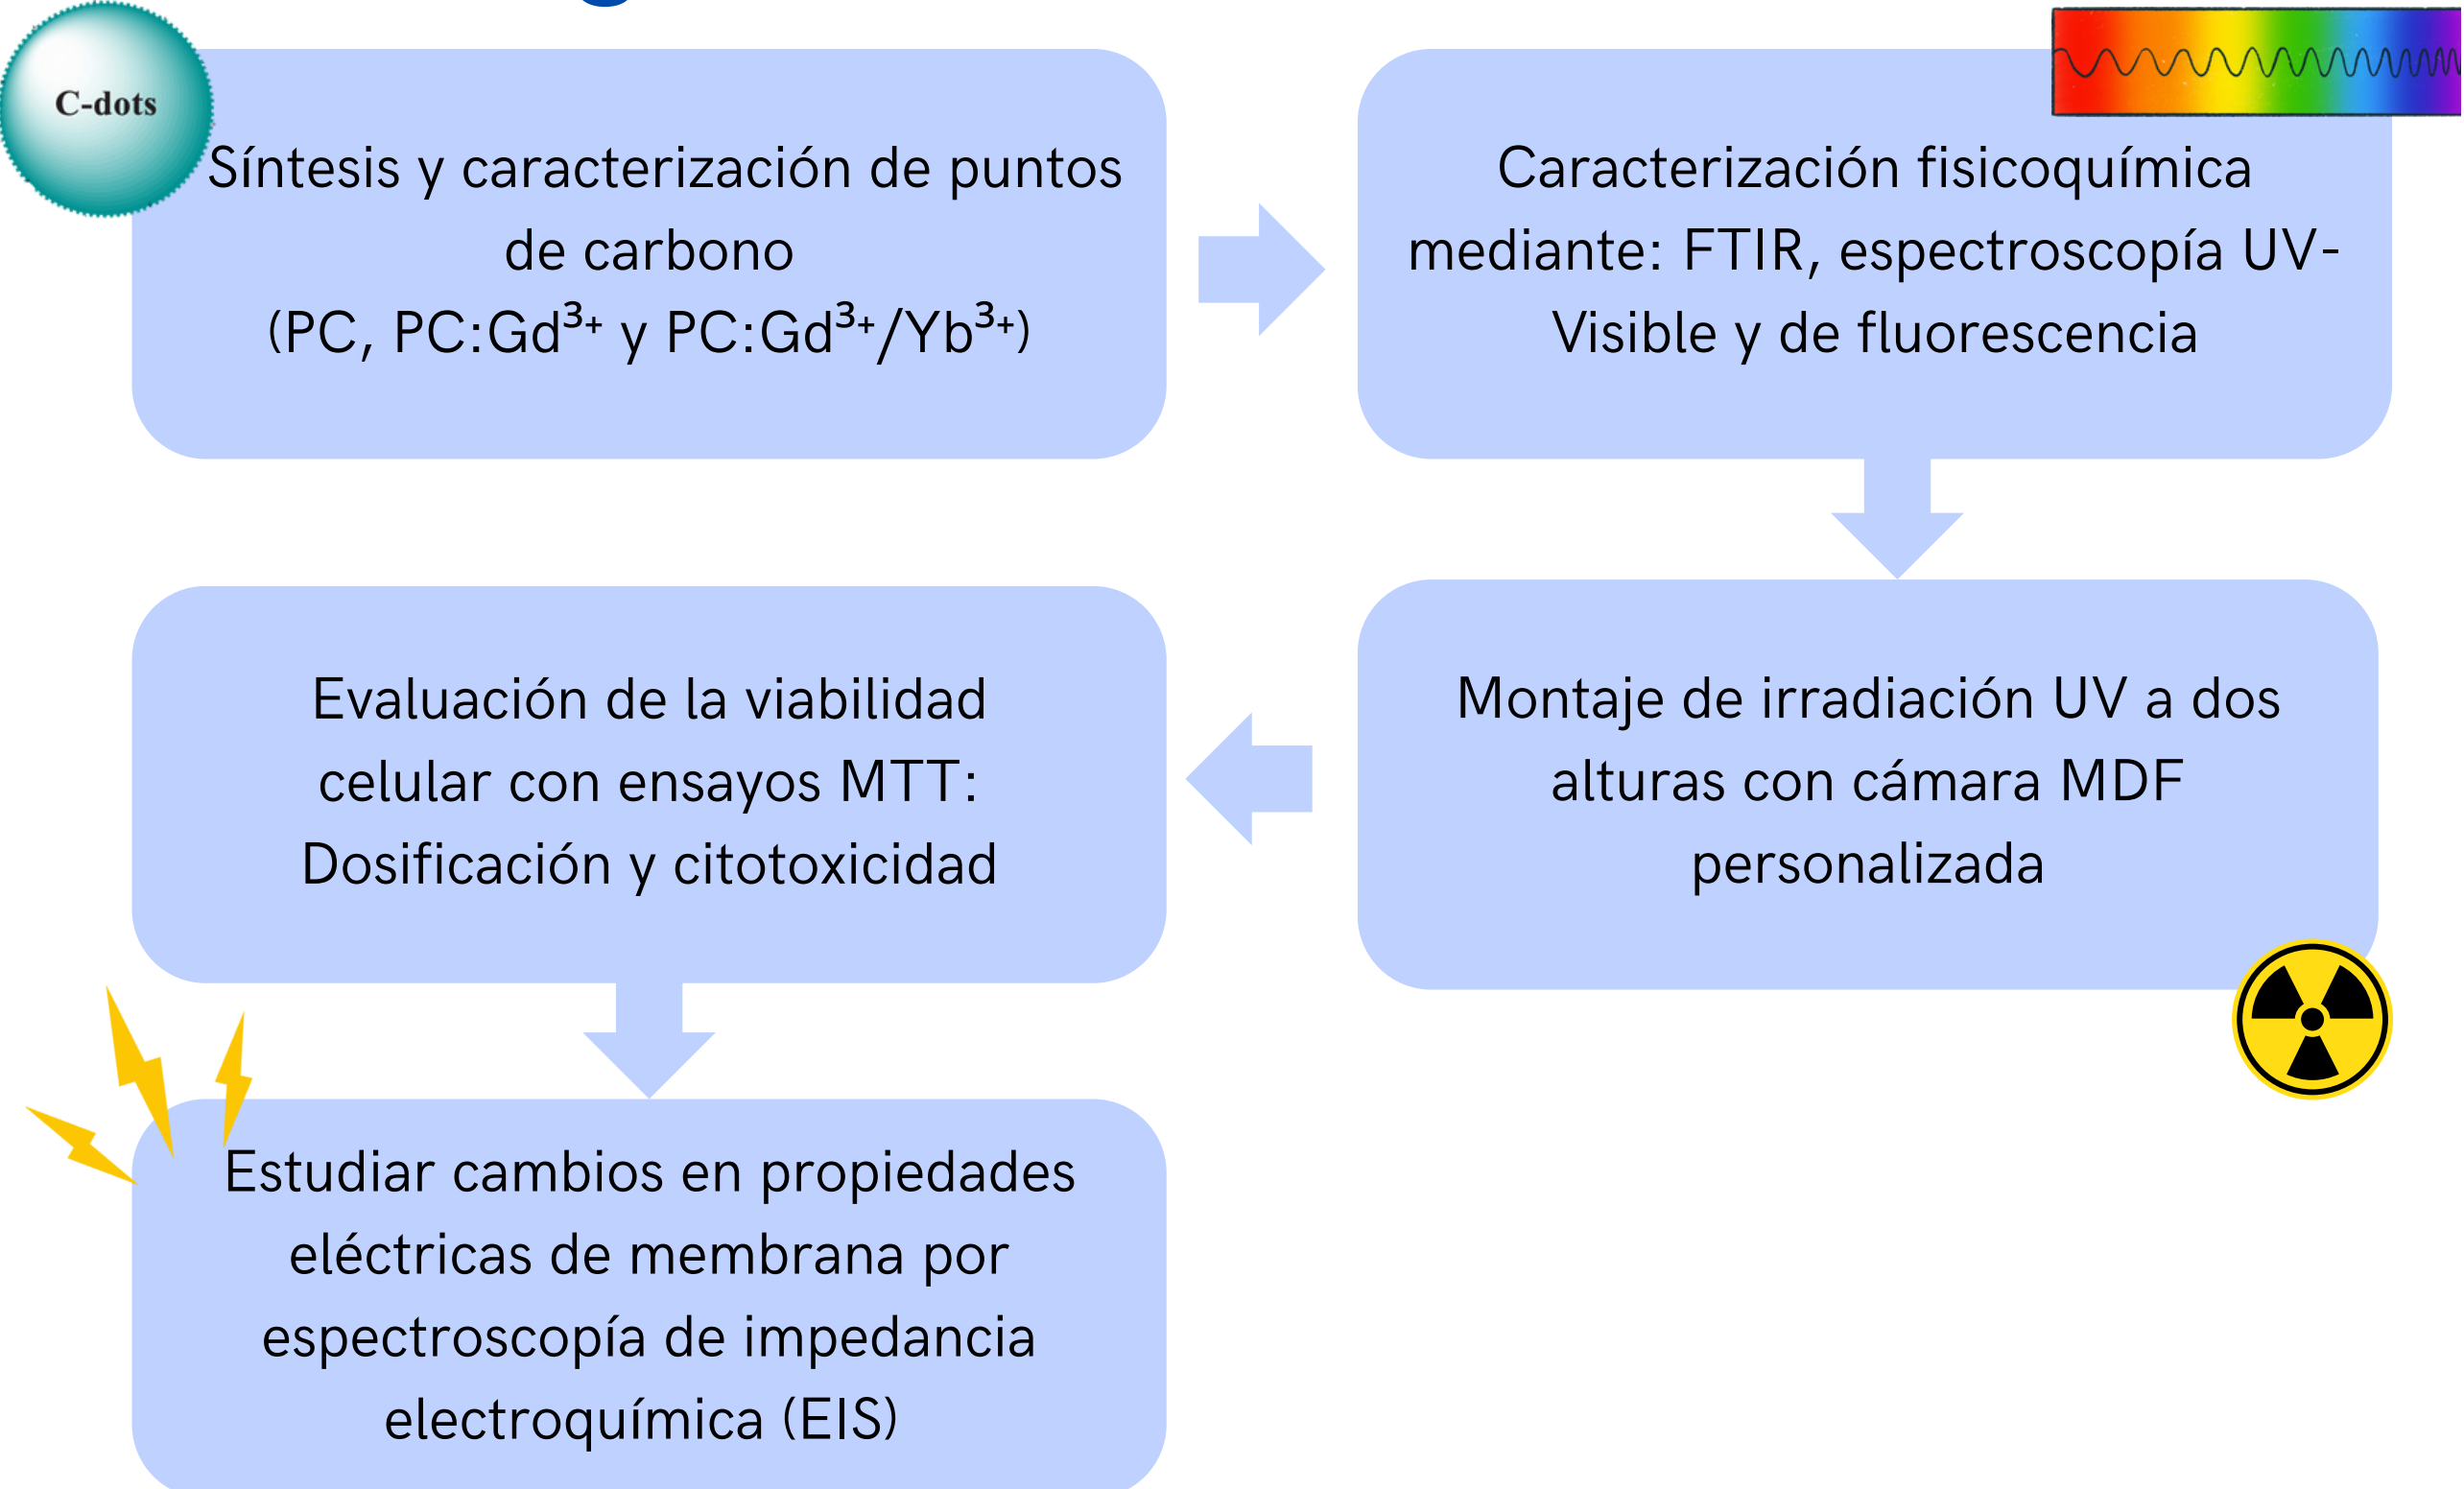 C-dots
Síntesis y caracterización de puntos
de carbono
(PC, PC:Gd³⁺ y PC:Gd³⁺/Yb³⁺)
Caracterización fisicoquímica
mediante: FTIR, espectroscopía UV-
Visible y de fluorescencia
Montaje de irradiación UV a dos
alturas con cámara MDF
personalizada
Evaluación de la viabilidad
celular con ensayos MTT:
Dosificación y citotoxicidad
Estudiar cambios en propiedades
eléctricas de membrana por
espectroscopía de impedancia
electroquímica (EIS)